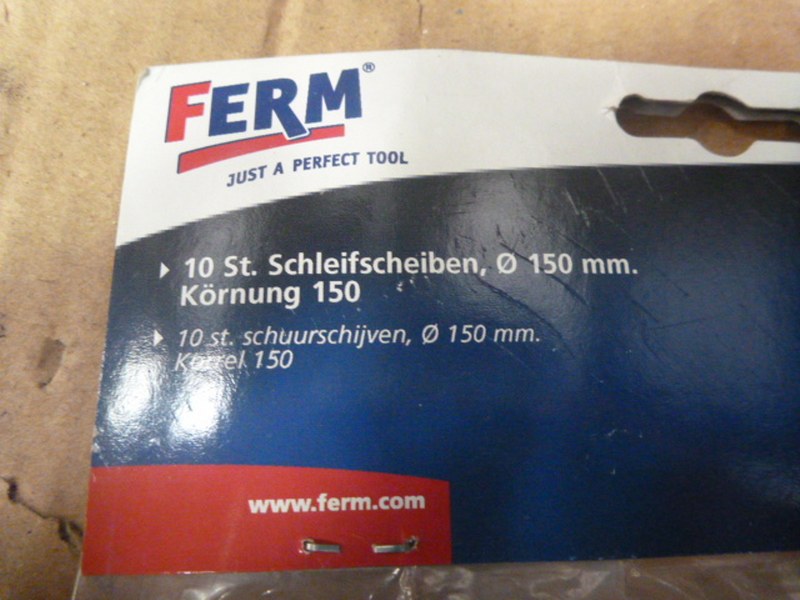 FERM®
JUST A PERFECT TOOL
10 St. Schleifscheiben, Ø 150 mm.
Körnung 150
10 st. schuurschijven, Ø 150 mm.
Korrel 150
www.ferm.com